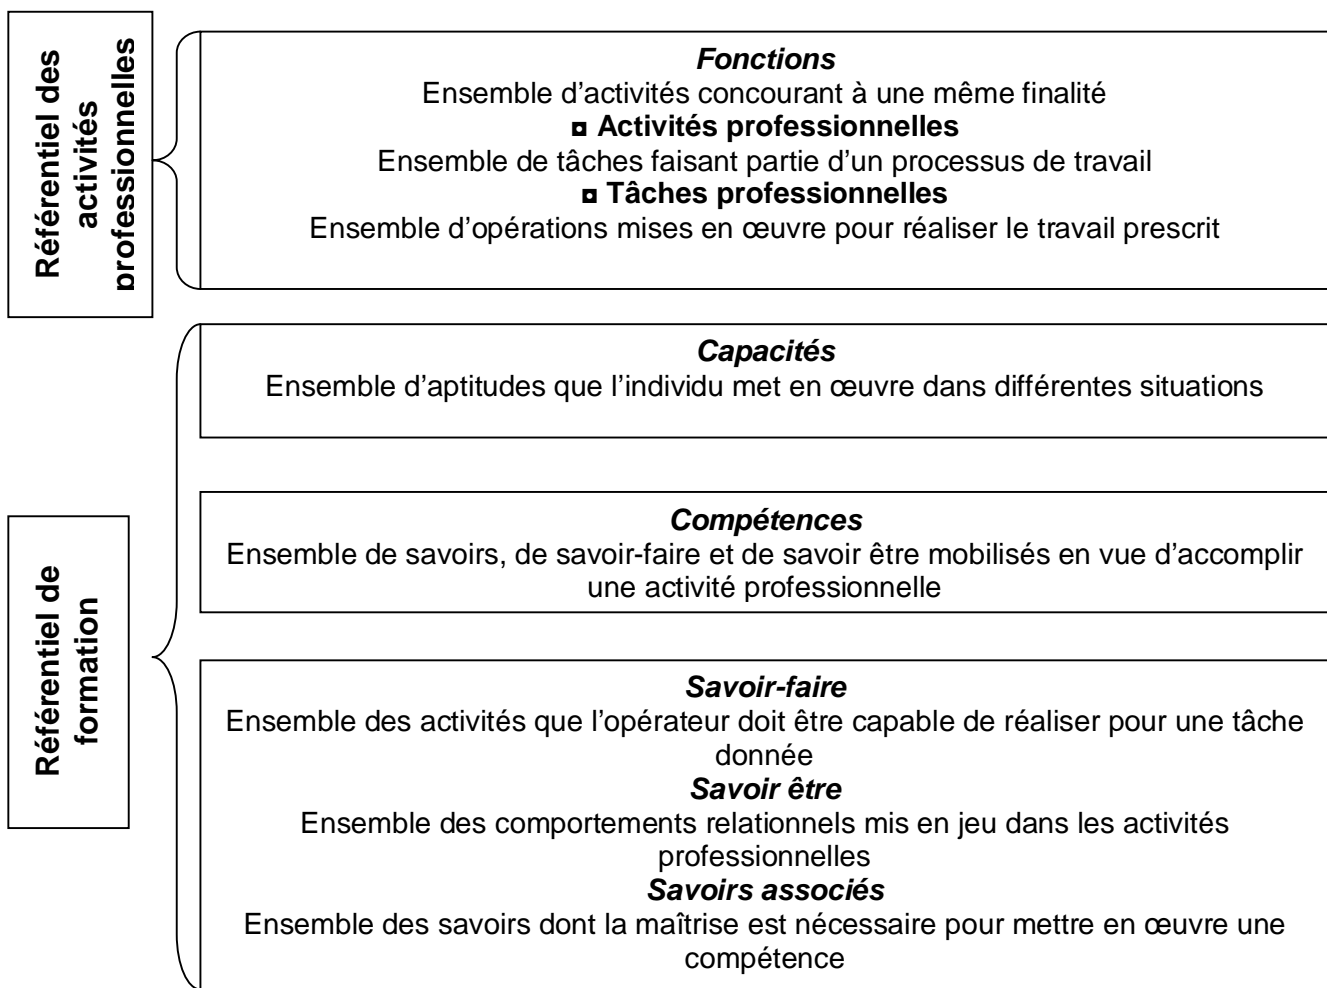 Référentiel des
activités
professionnelles
Fonctions
Ensemble d’activités concourant à une même finalité
◘ Activités professionnelles
Ensemble de tâches faisant partie d’un processus de travail
◘ Tâches professionnelles
Ensemble d’opérations mises en œuvre pour réaliser le travail prescrit
Capacités
Ensemble d’aptitudes que l’individu met en œuvre dans différentes situations
Référentiel de
formation
Compétences
Ensemble de savoirs, de savoir-faire et de savoir être mobilisés en vue d’accomplir
une activité professionnelle
Savoir-faire
Ensemble des activités que l’opérateur doit être capable de réaliser pour une tâche
donnée
Savoir être
Ensemble des comportements relationnels mis en jeu dans les activités
professionnelles
Savoirs associés
Ensemble des savoirs dont la maîtrise est nécessaire pour mettre en œuvre une
compétence